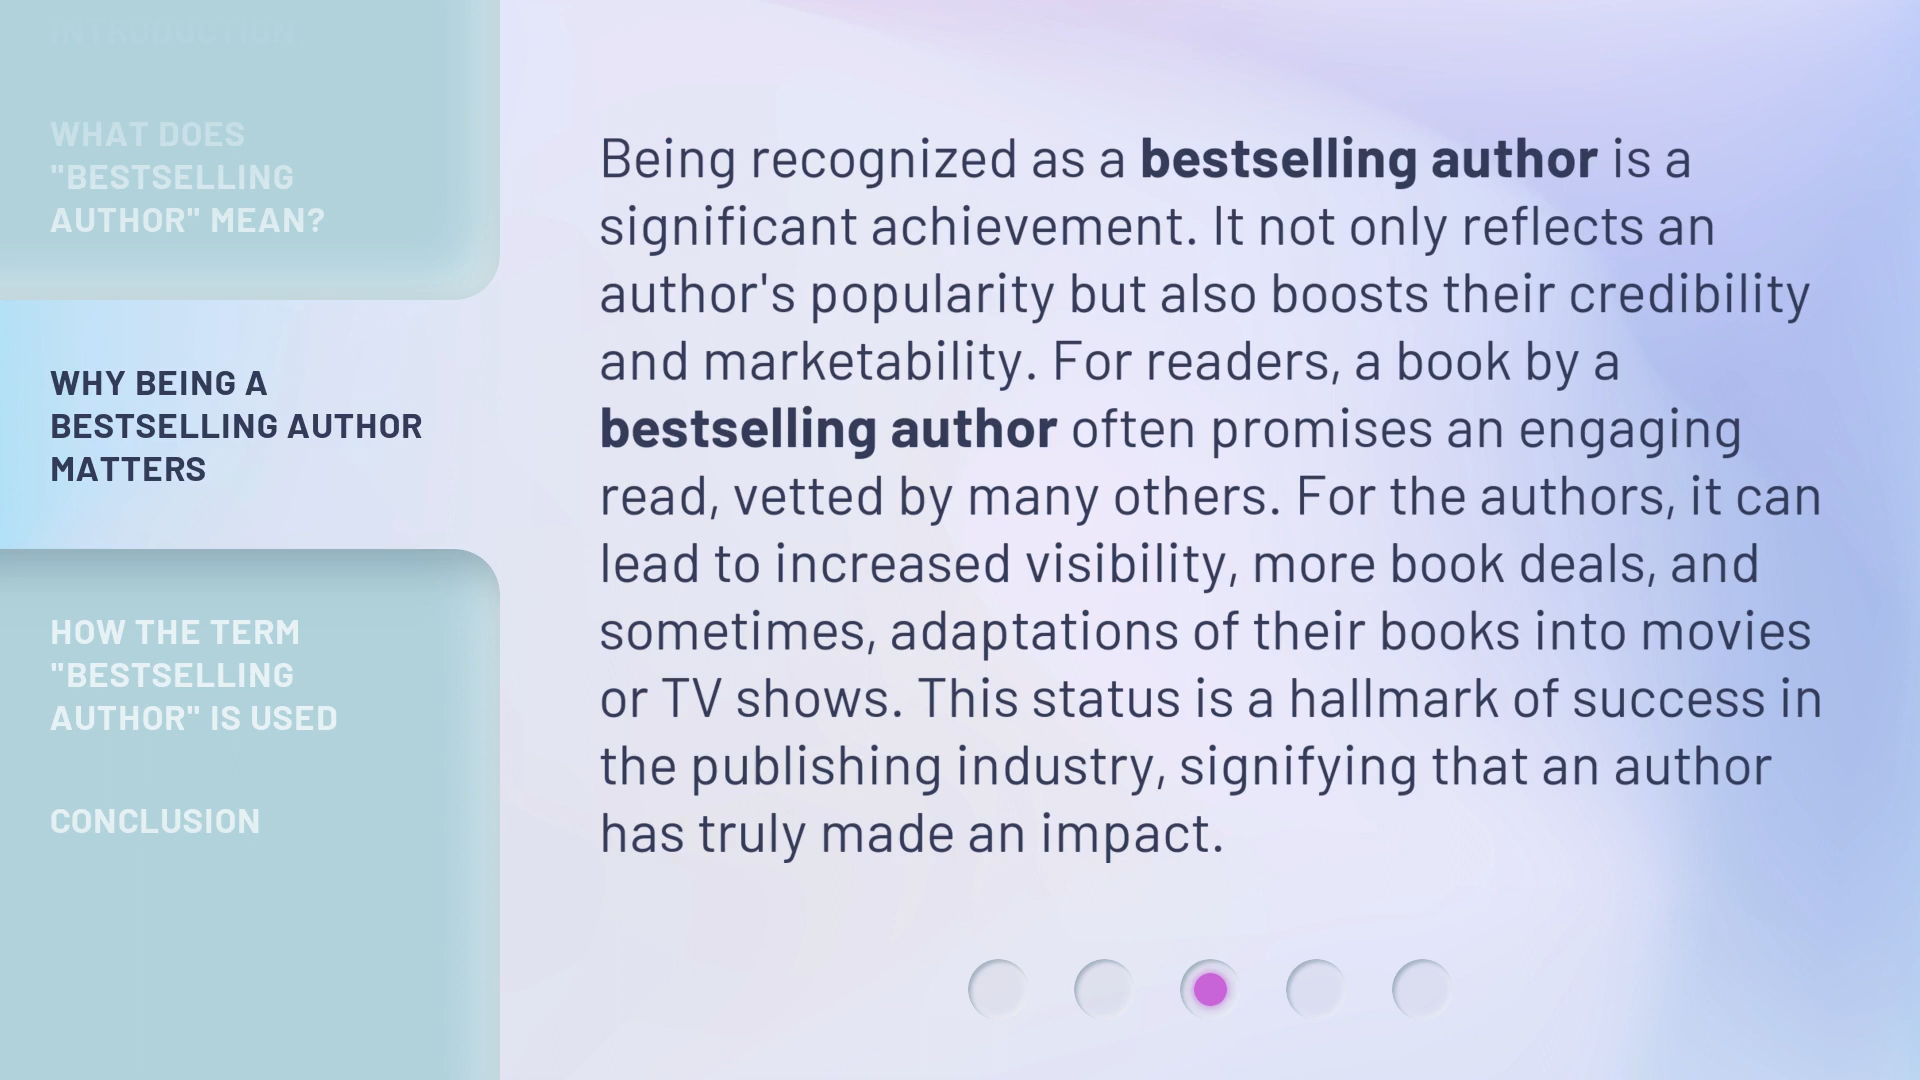 INTRODUCTION
WHAT DOES
"BESTSELLING
AUTHOR" MEAN?
WHY BEING A
BESTSELLING AUTHOR
MATTERS
HOW THE TERM
"BESTSELLING
AUTHOR" IS USED
CONCLUSION
Being recognized as a bestselling author is a
significant achievement. It not only reflects an
author's popularity but also boosts their credibility
and marketability. For readers, a book by a
bestselling author often promises an engaging
read, vetted by many others. For the authors, it can
lead to increased visibility, more book deals, and
sometimes, adaptations of their books into movies
or TV shows. This status is a hallmark of success in
the publishing industry, signifying that an author
has truly made an impact.